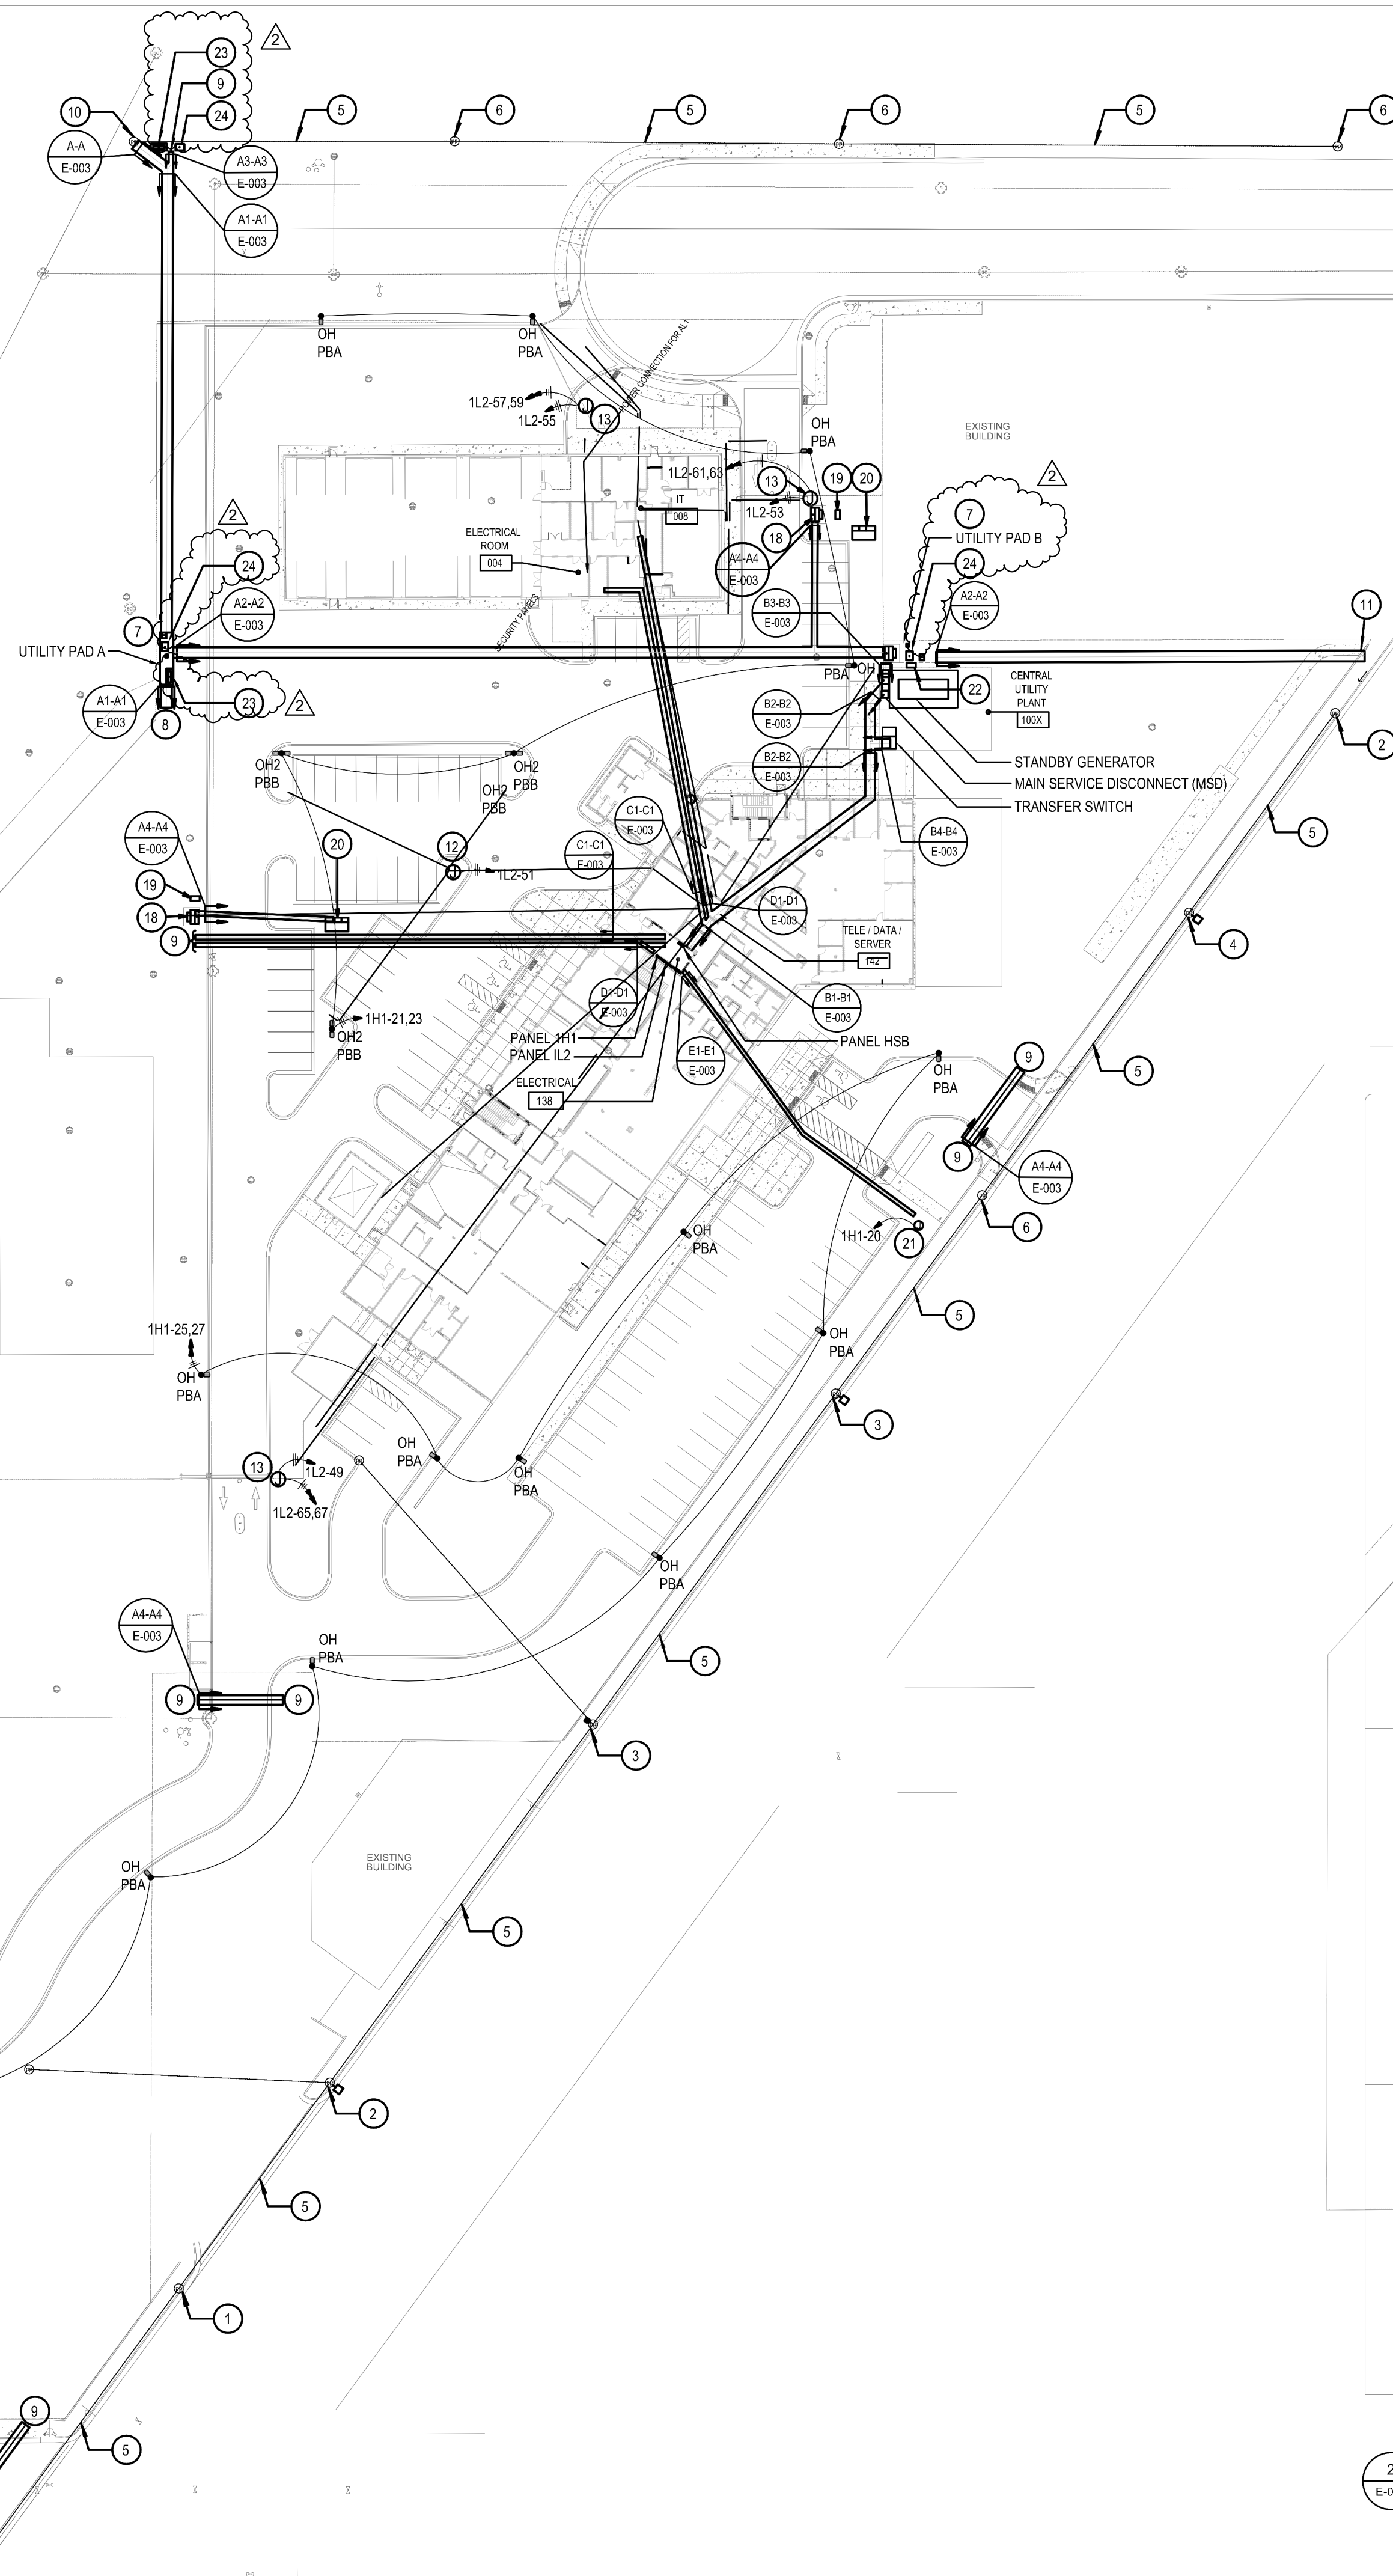 2
23
9
24
10
5
6
5
6
5
6
A-A
E-003
A3-A3
E-003
A1-A1
E-003
OH
PBA
OH
PBA
POWER CONNECTION FOR AL1
1L2-57,59
1L2-55
13
OH
PBA
EXISTING
BUILDING
1L2-61,63
13
19
20
1L2-53
IT
008
18
ELECTRICAL
ROOM
004
A4-A4
E-003
2
7
UTILITY PAD B
24
A2-A2
E-003
2
24
A2-A2
E-003
7
UTILITY PAD A
A1-A1
E-003
8
23
2
SECURITY PANELS
B3-B3
E-003
11
PBA
OH
22
CENTRAL
UTILITY
PLANT
100X
B2-B2
E-003
B2-B2
E-003
2
STANDBY GENERATOR
MAIN SERVICE DISCONNECT (MSD)
TRANSFER SWITCH
OH2
PBB
OH2
PBB
5
C1-C1
E-003
C1-C1
E-003
B4-B4
E-003
A4-A4
E-003
20
12
1L2-51
19
18
9
D1-D1
E-003
4
TELE / DATA /
SERVER
142
D1-D1
E-003
B1-B1
E-003
1H1-21,23
OH2
PBB
PANEL 1H1
PANEL IL2
PANEL HSB
E1-E1
E-003
ELECTRICAL
138
OH
PBA
9
5
9
A4-A4
E-003
6
1H1-20
21
OH
PBA
5
1H1-25,27
OH
PBA
OH
PBA
3
OH
PBA
OH
PBA
13
1L2-49
1L2-65,67
OH
PBA
A4-A4
E-003
OH
PBA
5
9
9
3
EXISTING
BUILDING
OH
PBA
5
2
5
1
9
5
2